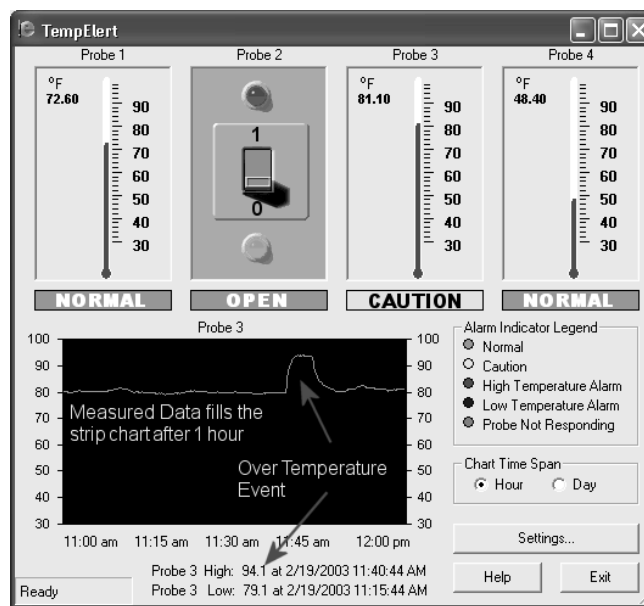 TempElert
Probe 1
Probe 2
Probe 3
Probe 4
°F
72.60
90
80
70
60
50
40
30
NORMAL
1
0
OPEN
°F
81.10
90
80
70
60
50
40
30
CAUTION
°F
48.40
90
80
70
60
50
40
30
NORMAL
Probe 3
100
90
80
70
60
50
40
30
Measured Data fills the
strip chart after 1 hour
Over Temperature
Event
100
90
80
70
60
50
40
30
11:00 am 11:15 am 11:30 am 11:45 am 12:00 pm
Probe 3 High: 94.1 at 2/19/2003 11:40:44 AM
Probe 3 Low: 79.1 at 2/19/2003 11:15:44 AM
Alarm Indicator Legend
Normal
Caution
High Temperature Alarm
Low Temperature Alarm
Probe Not Responding
Chart Time Span
Hour Day
Settings...
Help Exit
Ready